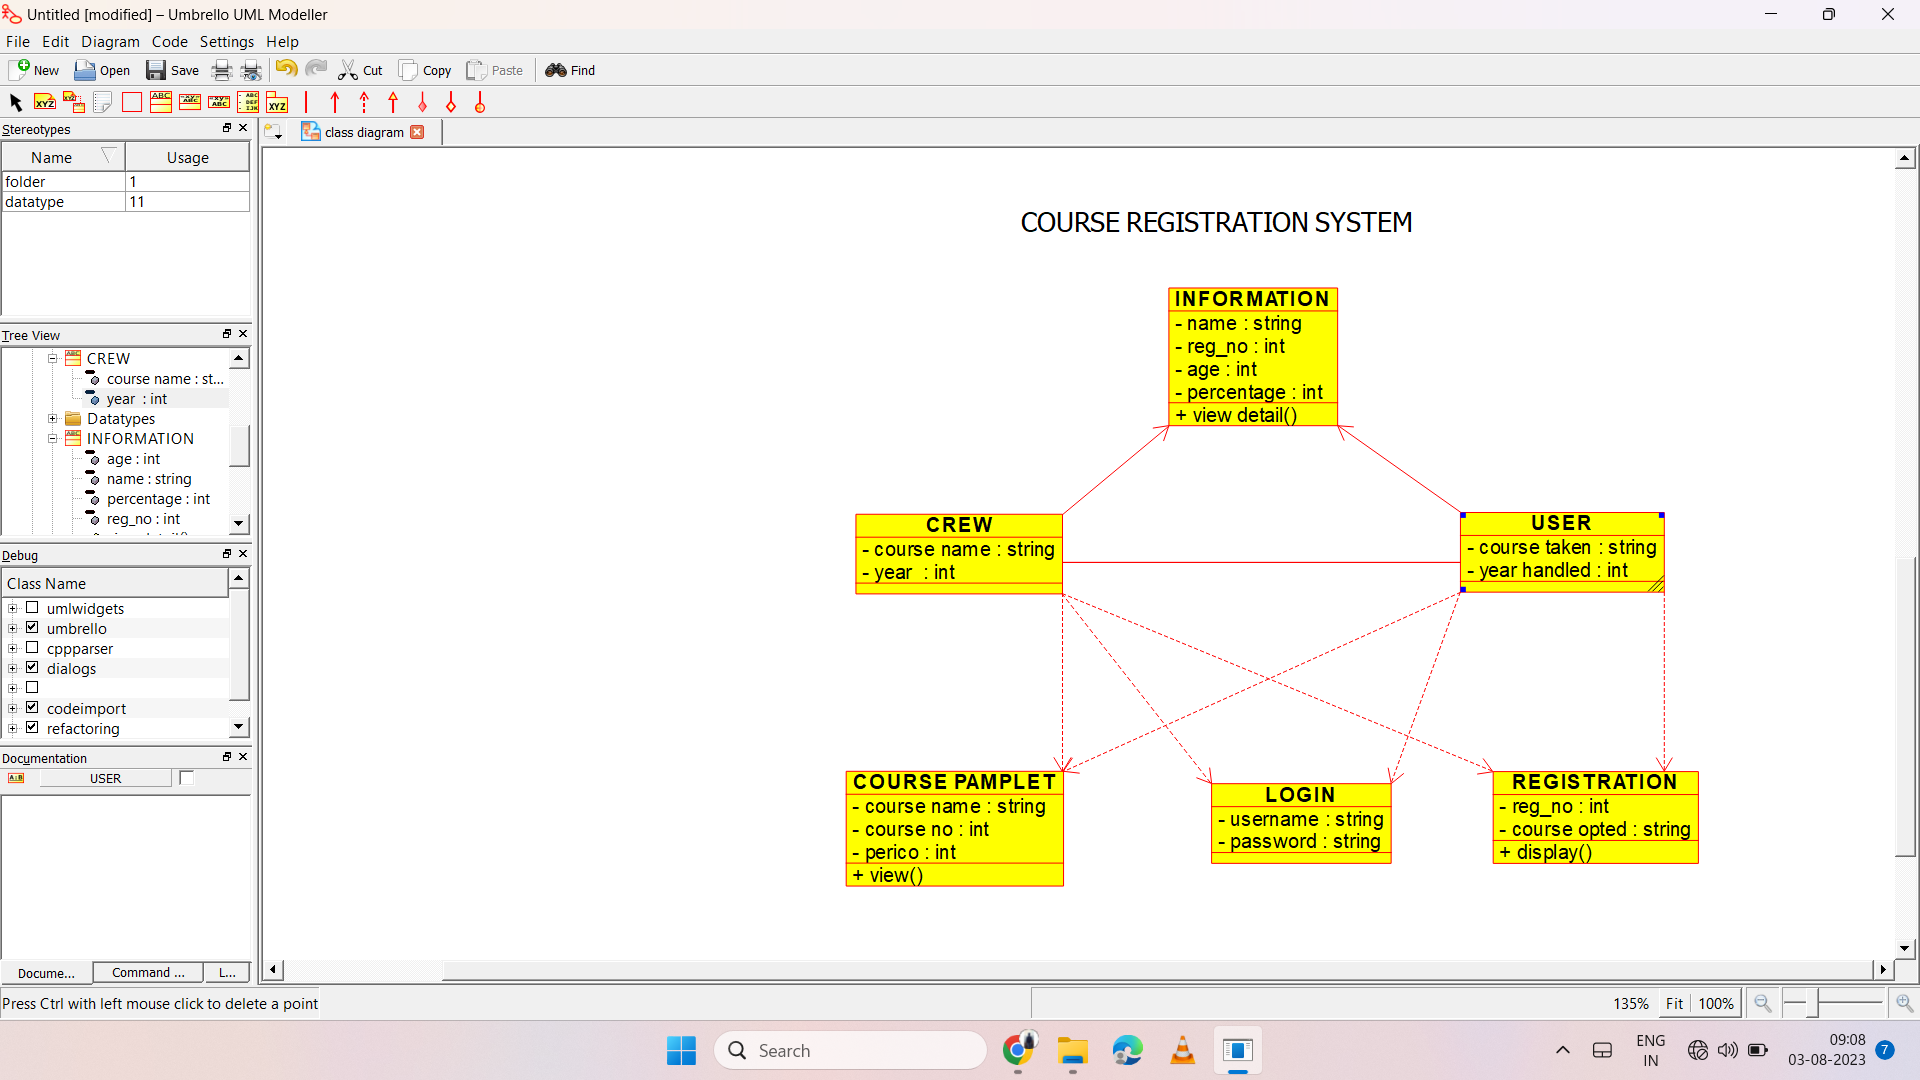 Untitled [modified] – Umbrello UML Modeller
File Edit Diagram Code Settings Help
New Open Save Cut Copy Paste Find
Stereotypes
class diagram
Name Usage
folder 1
datatype 11
COURSE REGISTRATION SYSTEM
Tree View
CREW
course name : st...
year : int
Datatypes
INFORMATION
age : int
name : string
percentage : int
reg_no : int
INFORMATION
- name : string
- reg_no : int
- age : int
- percentage : int
+ view detail()
CREW
- course name : string
- year : int
USER
- course taken : string
- year handled : int
Debug
Class Name
umlwidgets
umbrello
cppparser
dialogs
codeimport
refactoring
COURSE PAMPLET
- course name : string
- course no : int
- perico : int
+ view()
LOGIN
- username : string
- password : string
REGISTRATION
- reg_no : int
- course opted : string
+ display()
Documentation
USER
Docume... Command ... L...
Press Ctrl with left mouse click to delete a point
135% Fit 100%
Search
ENG
IN
09:08
03-08-2023
7